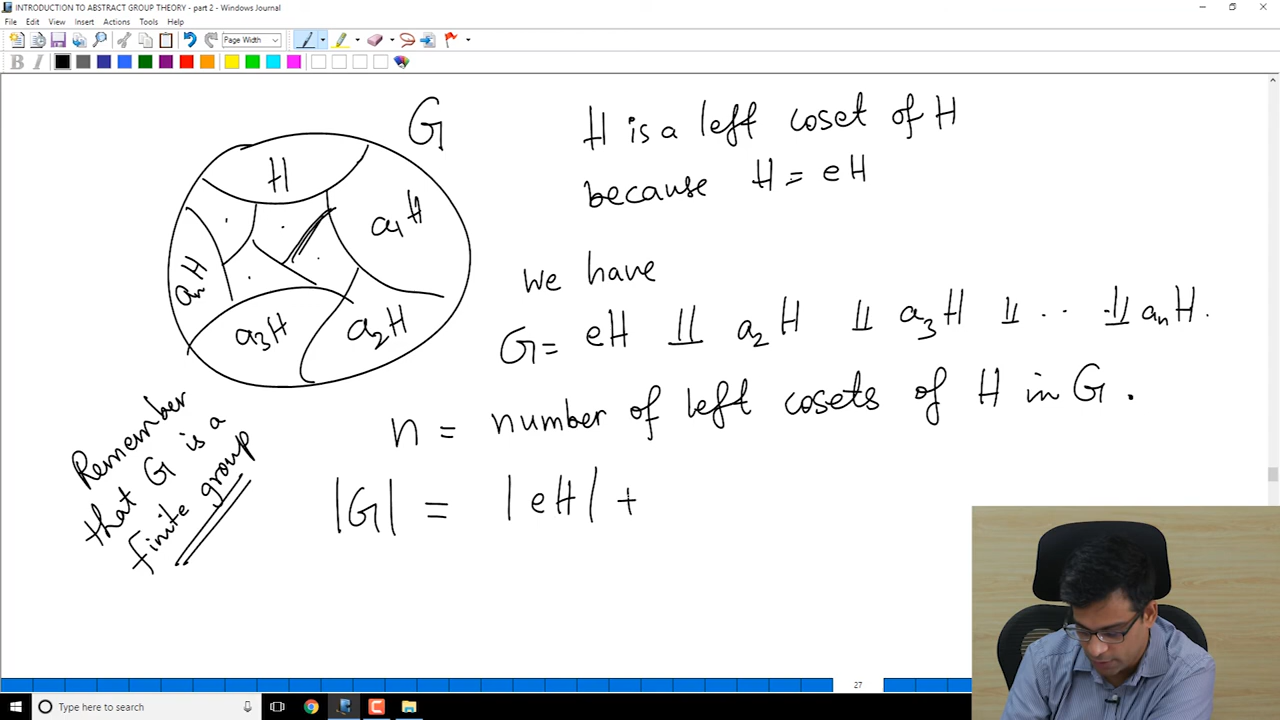 INTRODUCTION TO ABSTRACT GROUP THEORY - part 2 - Windows Journal
File Edit View Insert Actions Tools Help
Page Width
B I
G
H
a₁H
a₂H
a₃H
aₙH
H is a left coset of H
because H = eH
we have
G = eH ⨿ a₂H ⨿ a₃H ⨿ .. ⨿ aₙH.
n = number of left cosets of H in G.
Remember
that G is a
finite group
|G| = |eH| +
27
Type here to search